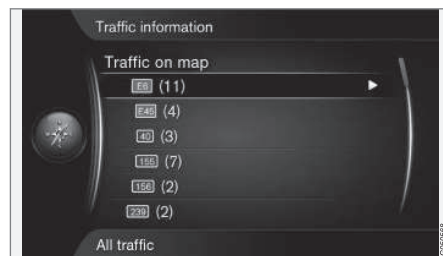 Traffic information
Traffic on map
E6 (11)
E45 (4)
40 (3)
155 (7)
156 (2)
239 (2)
All traffic